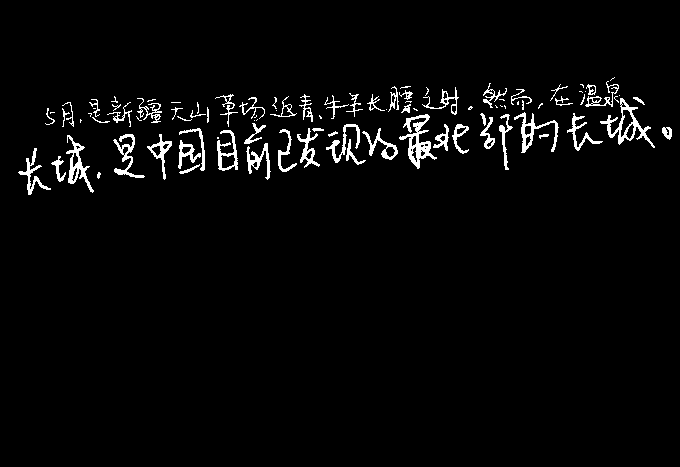 5月,是新疆天山草场返青、牛羊长膘之时。然而,在温泉
长城,是中国目前已发现的最北部的长城。